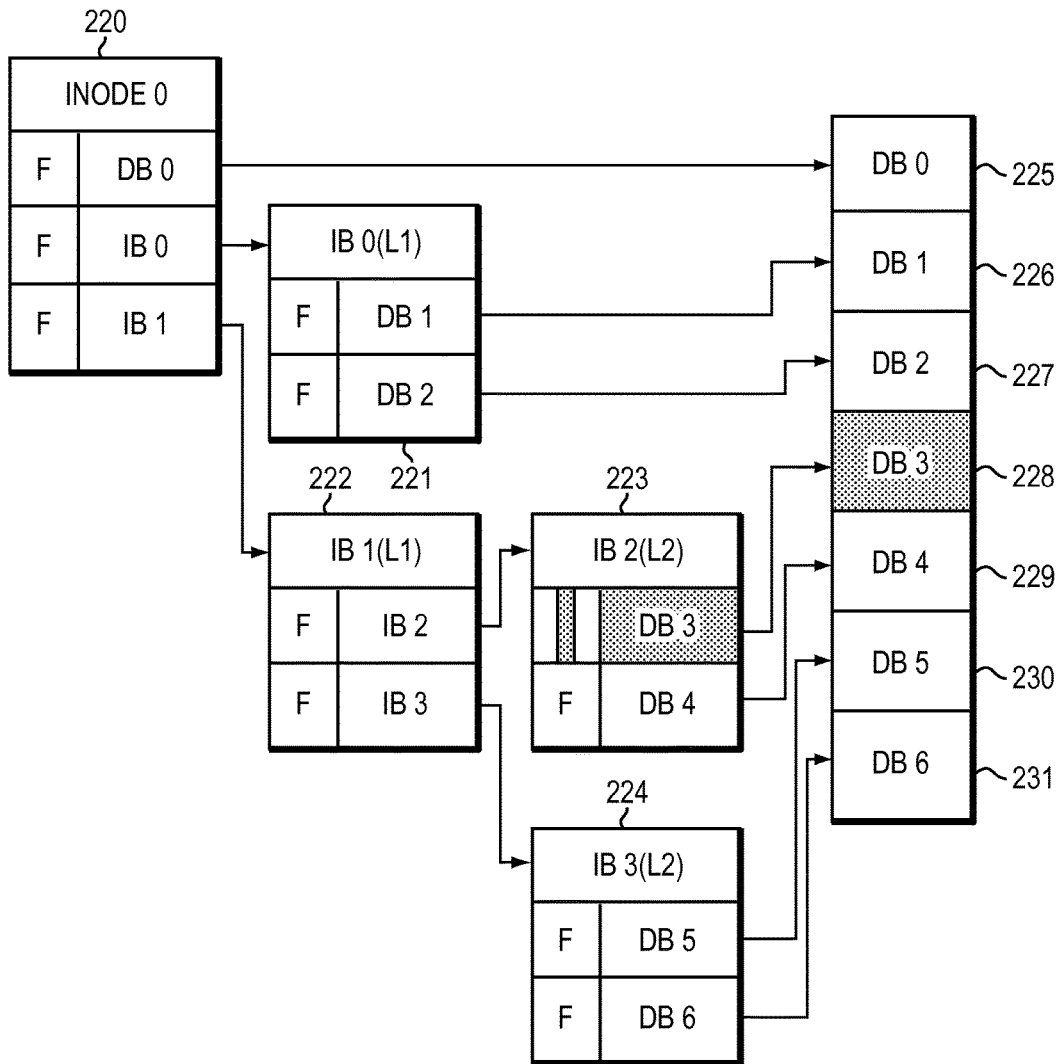 220
INODE 0
F DB 0
F IB 0
F IB 1
IB 0(L1)
F DB 1
F DB 2
221
222
IB 1(L1)
F IB 2
F IB 3
223
IB 2(L2)
DB 3
F DB 4
224
IB 3(L2)
F DB 5
F DB 6
DB 0 225
DB 1 226
DB 2 227
DB 3 228
DB 4 229
DB 5 230
DB 6 231